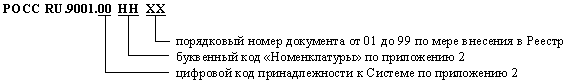 РОСС RU.9001.00 НН ХХ
порядковый номер документа от 01 до 99 по мере внесения в Реестр
буквенный код «Номенклатуры» по приложению 2
цифровой код принадлежности к Системе по приложению 2